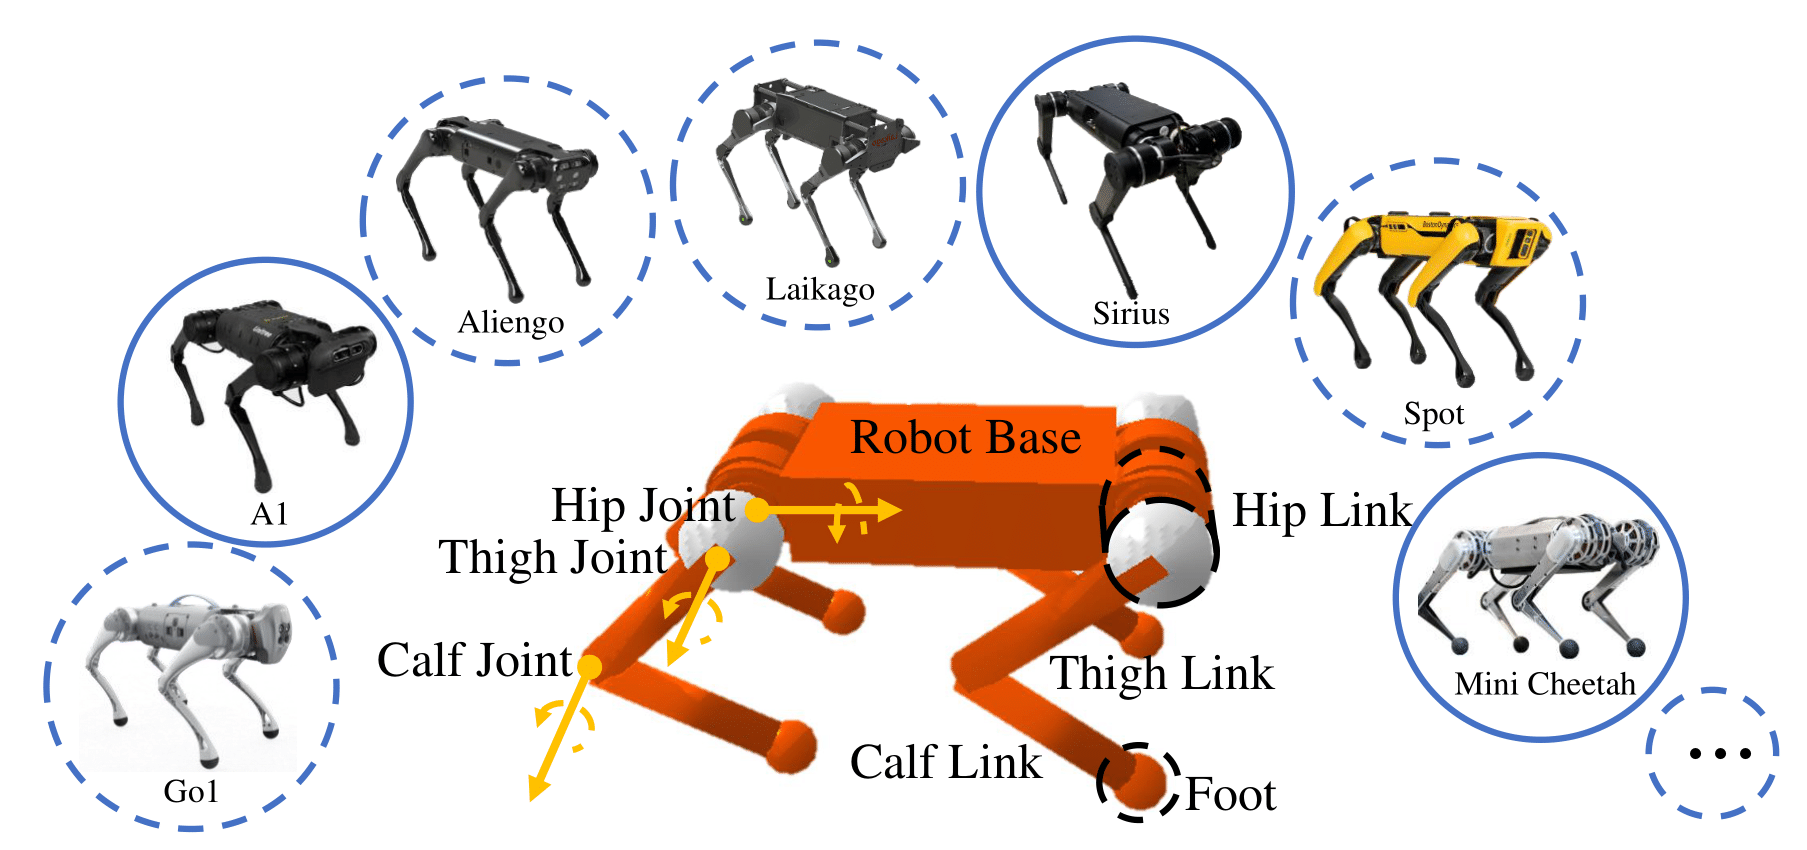 Aliengo
Laikago
Sirius
Spot
A1
Go1
Mini Cheetah
Robot Base
Hip Joint
Hip Link
Thigh Joint
Calf Joint
Thigh Link
Calf Link
Foot
...